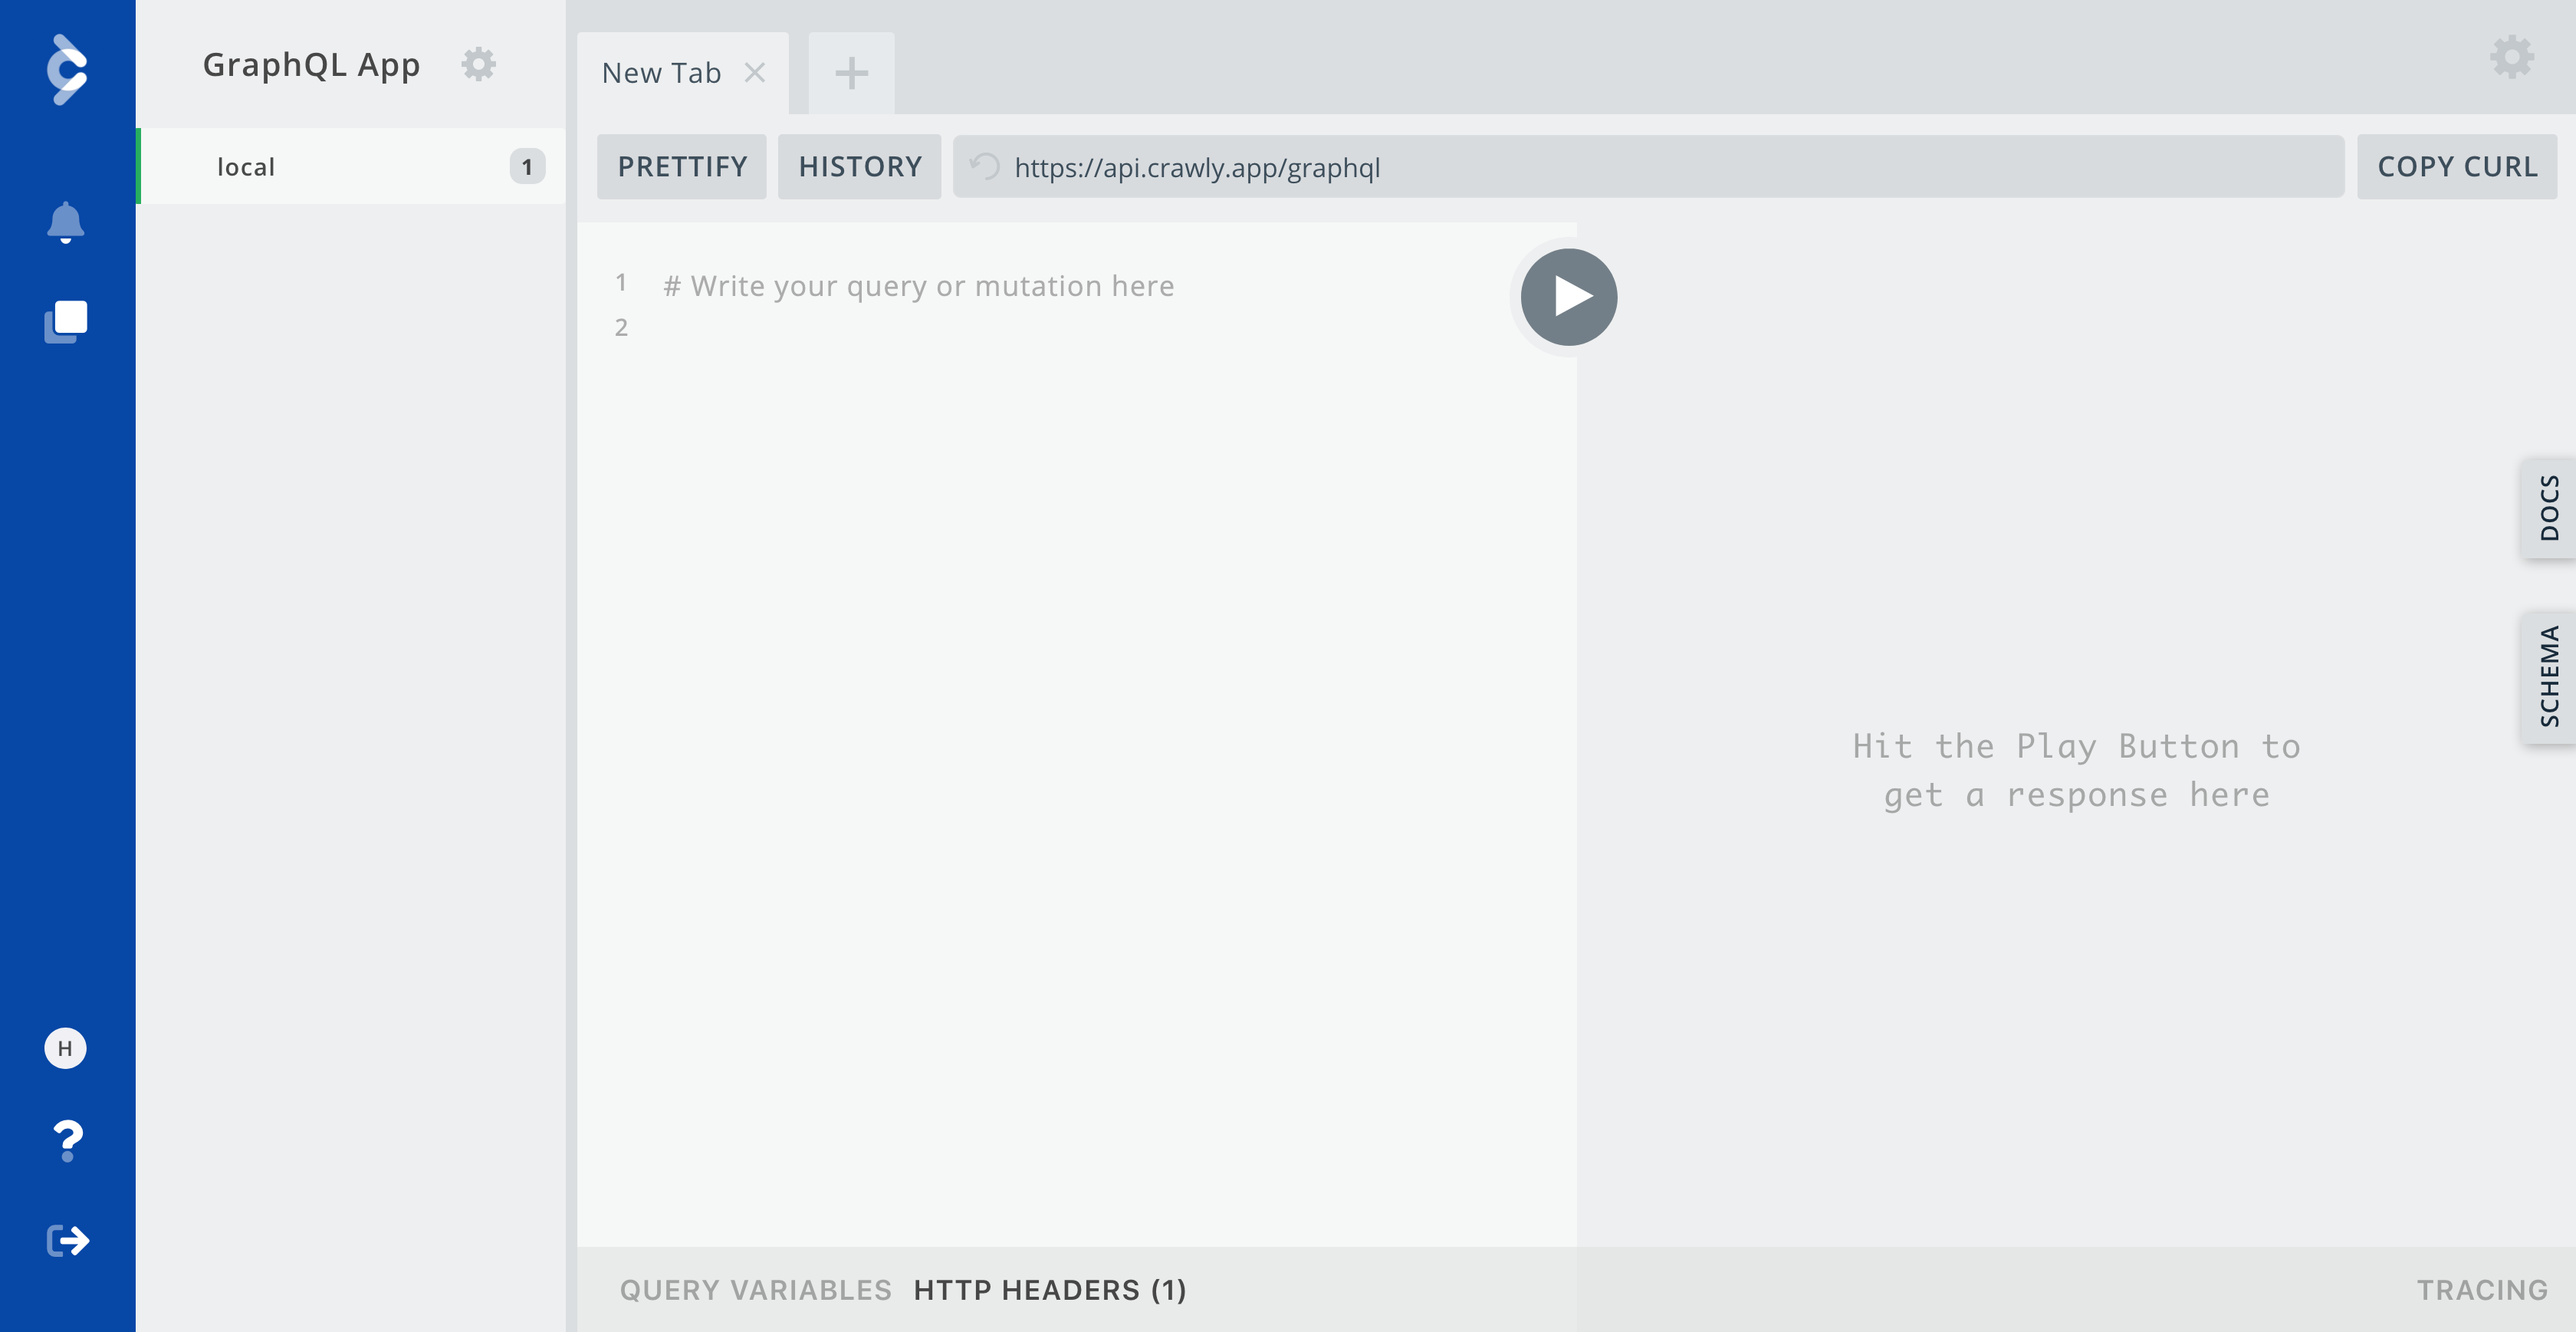 GraphQL App
local
1
New Tab
PRETTIFY
HISTORY
https://api.crawly.app/graphql
COPY CURL
1
# Write your query or mutation here
2
DOCS
SCHEMA
Hit the Play Button to
get a response here
H
QUERY VARIABLES
HTTP HEADERS (1)
TRACING